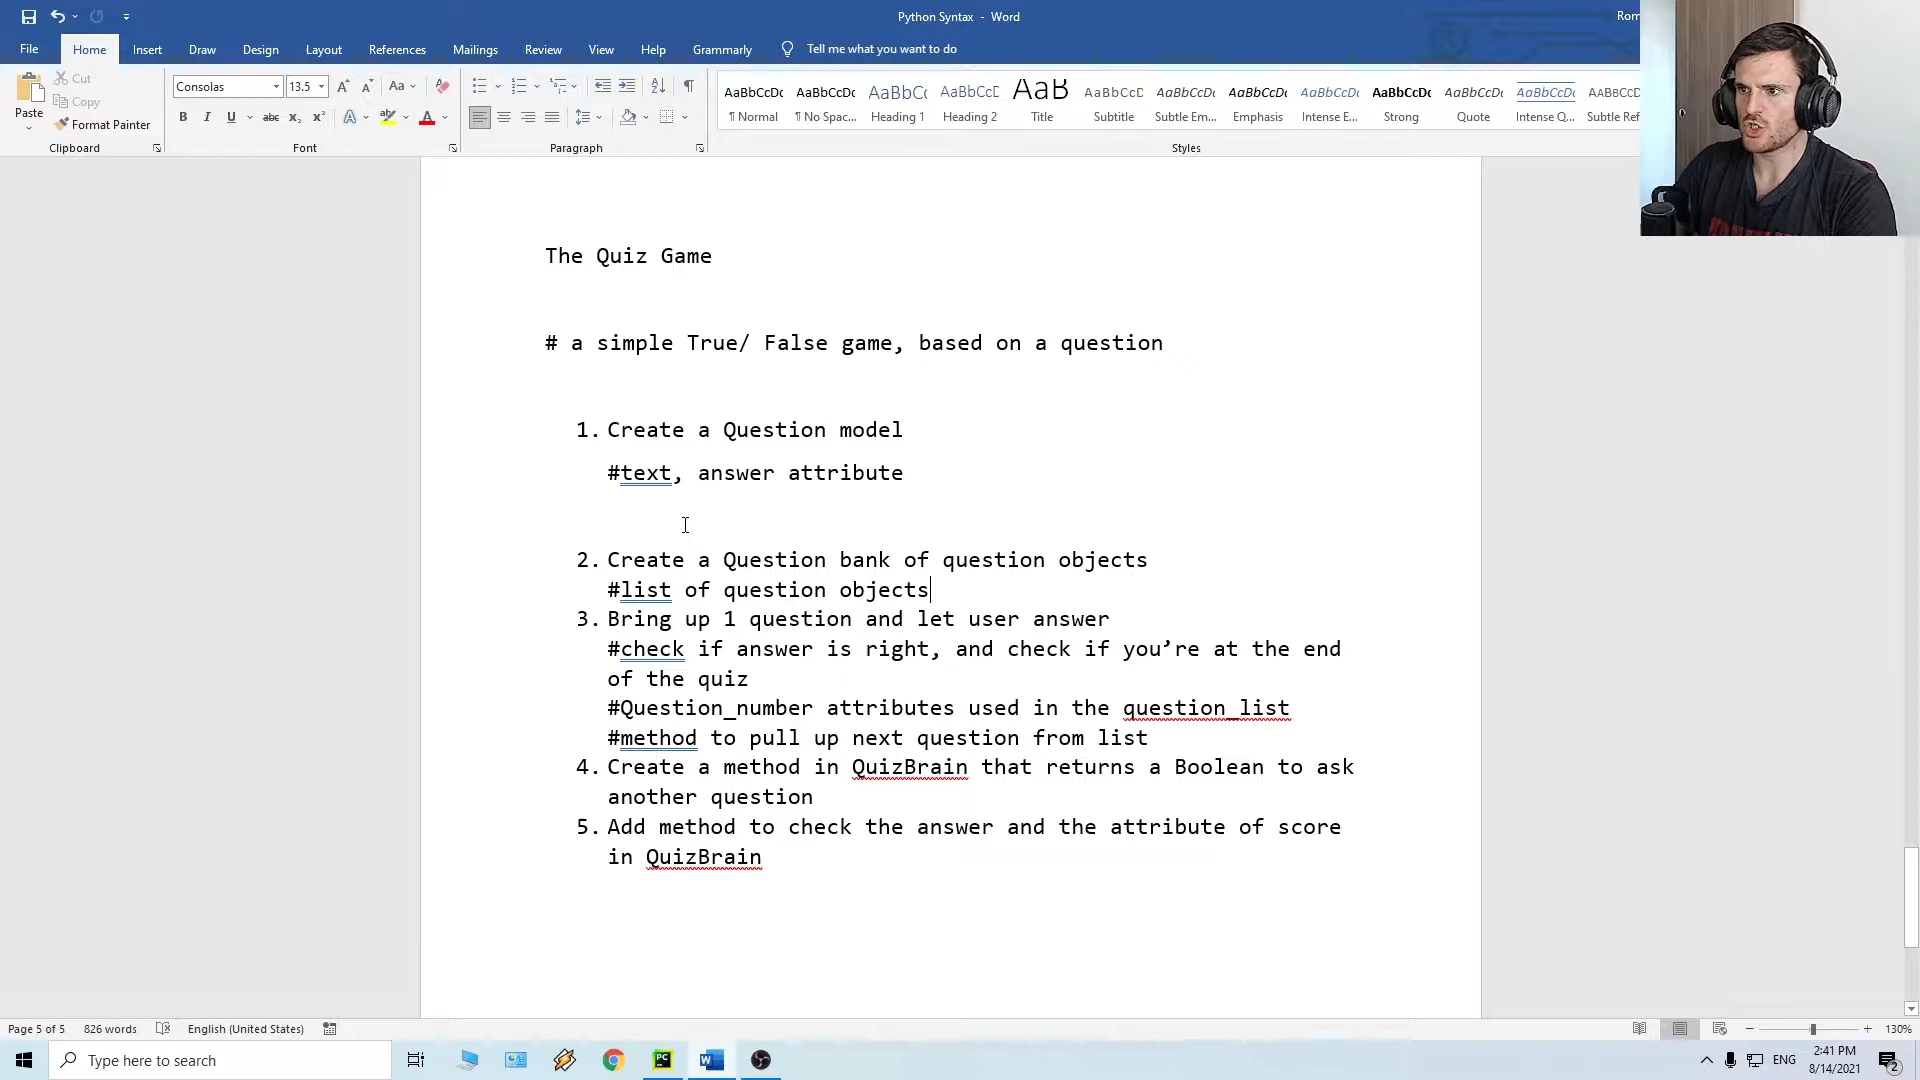 Python Syntax - Word
Rom
File Home Insert Draw Design Layout References Mailings Review View Help Grammarly Tell me what you want to do
Paste
Cut
Copy
Format Painter
Clipboard
Consolas 13.5
Aa
B I U abc x₂ x² A A
Font
Paragraph
AaBbCcDc AaBbCcDc AaBbCc AaBbCcD AaB AaBbCcD AaBbCcDc AaBbCcDc AaBbCcDc AaBbCcDc AaBbCcDc AaBbCcDc AaBbCcDc
¶ Normal ¶ No Spac... Heading 1 Heading 2 Title Subtitle Subtle Em... Emphasis Intense E... Strong Quote Intense Q... Subtle Ref
Styles
The Quiz Game
# a simple True/ False game, based on a question
1. Create a Question model
#text, answer attribute
2. Create a Question bank of question objects
#list of question objects
3. Bring up 1 question and let user answer
#check if answer is right, and check if you’re at the end
of the quiz
#Question_number attributes used in the question_list
#method to pull up next question from list
4. Create a method in QuizBrain that returns a Boolean to ask
another question
5. Add method to check the answer and the attribute of score
in QuizBrain
Page 5 of 5 826 words English (United States) 130%
Type here to search
PC
W
ENG
2:41 PM
8/14/2021
2